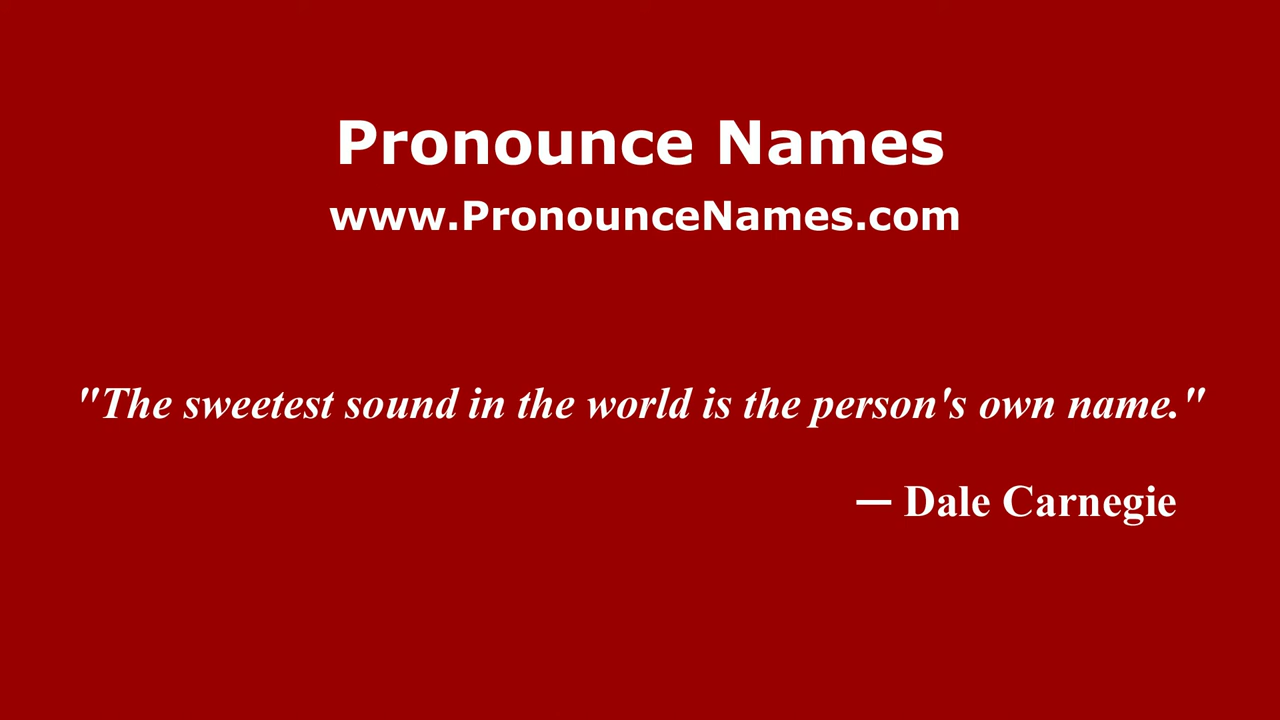 Pronounce Names
www.PronounceNames.com
"The sweetest sound in the world is the person's own name."
— Dale Carnegie